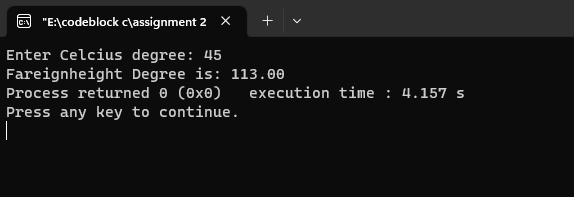 "E:\codeblock c\assignment 2
Enter Celcius degree: 45
Fareignheight Degree is: 113.00
Process returned 0 (0x0)   execution time : 4.157 s
Press any key to continue.